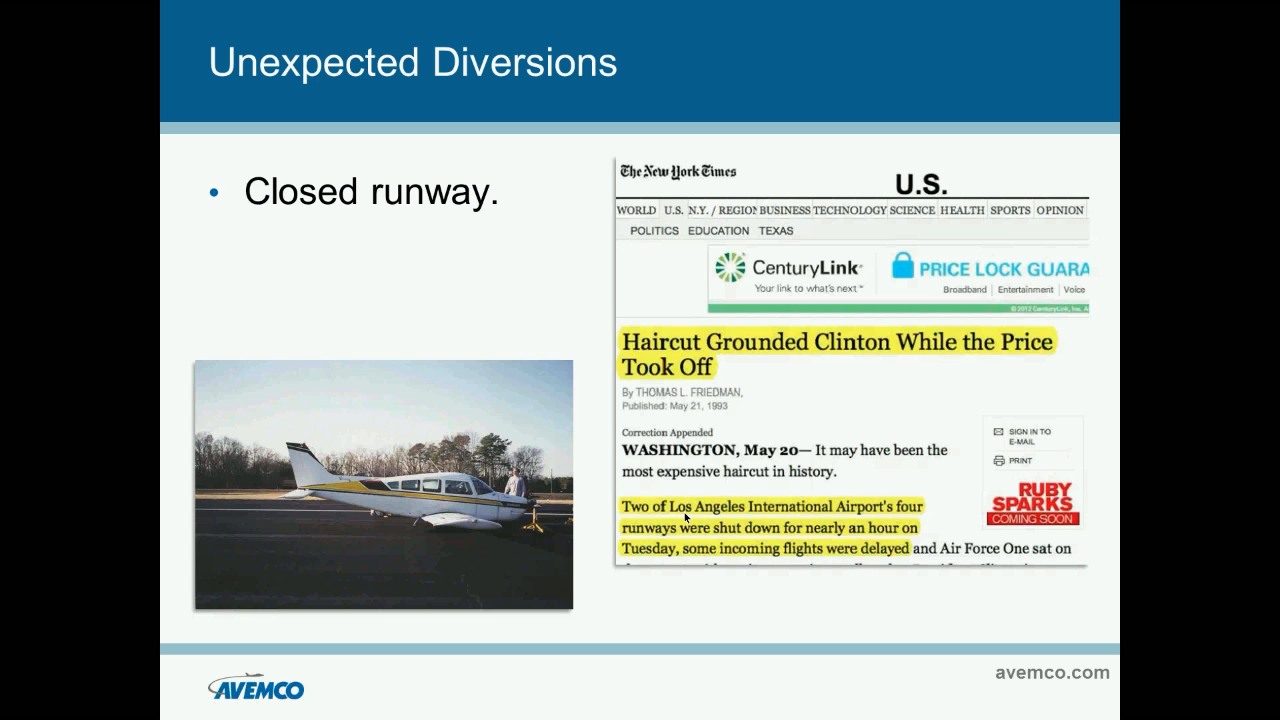 Unexpected Diversions
• Closed runway.
The New York Times
U.S.
WORLD U.S. N.Y. / REGION BUSINESS TECHNOLOGY SCIENCE HEALTH SPORTS OPINION
POLITICS EDUCATION TEXAS
CenturyLink
Your link to what's next.™
PRICE LOCK GUARA
Broadband | Entertainment | Voice
© 2012 CenturyLink, Inc. A
Haircut Grounded Clinton While the Price
Took Off
By THOMAS L. FRIEDMAN,
Published: May 21, 1993
Correction Appended
WASHINGTON, May 20— It may have been the
most expensive haircut in history.
Two of Los Angeles International Airport's four
runways were shut down for nearly an hour on
Tuesday, some incoming flights were delayed and Air Force One sat on
SIGN IN TO
E-MAIL
PRINT
RUBY
SPARKS
COMING SOON
AVEMCO
avemco.com